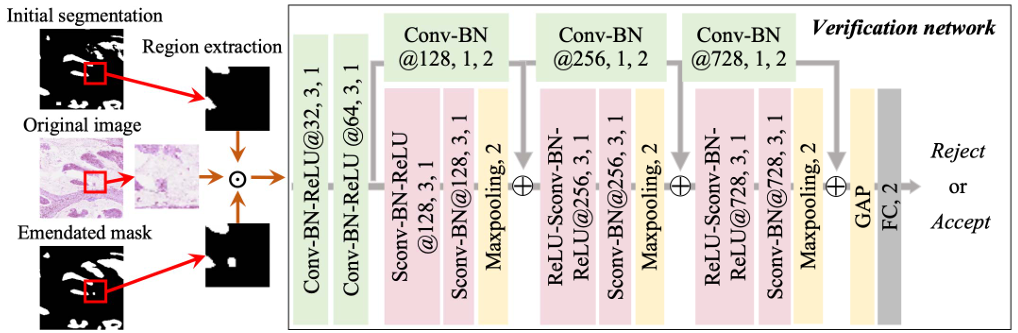 Initial segmentation
Region extraction
Original image
Emendated mask
Verification network
Conv-BN-ReLU@32, 3, 1
Conv-BN-ReLU @64, 3, 1
Conv-BN
@128, 1, 2
Sconv-BN-ReLU
@128, 3, 1
Sconv-BN@128, 3, 1
Maxpooling, 2
Conv-BN
@256, 1, 2
ReLU-Sconv-BN-
ReLU@256, 3, 1
Sconv-BN@256, 3, 1
Maxpooling, 2
Conv-BN
@728, 1, 2
ReLU-Sconv-BN-
ReLU@728, 3, 1
Sconv-BN@728, 3, 1
Maxpooling, 2
GAP
FC, 2
Reject
or
Accept